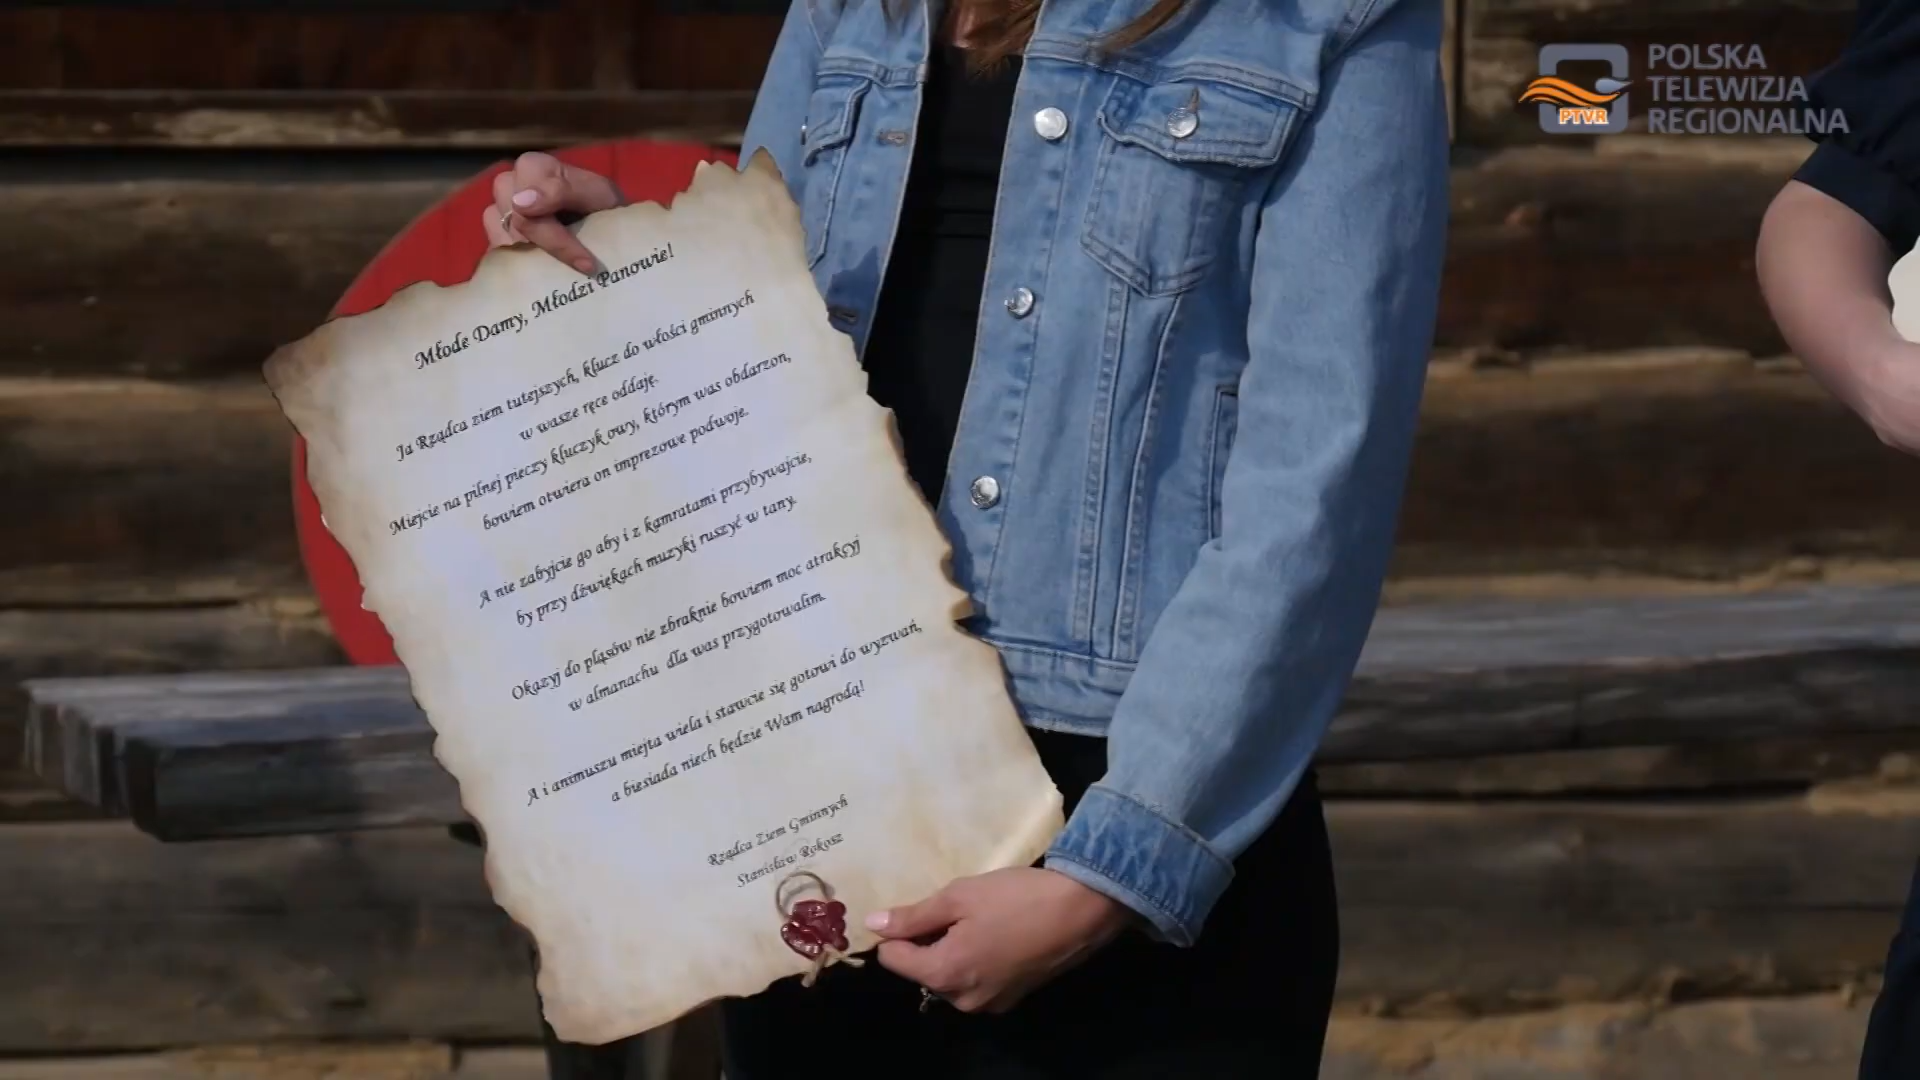 POLSKA
TELEWIZJA
REGIONALNA
PTVR
Młode Damy, Młodzi Panowie!
Ja Rządca ziem tutejszych, klucz do włości gminnych
w wasze ręce oddaję.
Miejcie na pilnej pieczy kluczyk owy, którym was obdarzon,
bowiem otwiera on imprezowe podwoje.
A nie zabyjcie go aby i z kamratami przybywajcie,
by przy dźwiękach muzyki ruszyć w tany.
Okazyj do pląsów nie zbraknie bowiem moc atrakcyj
w almanachu dla was przygotowalim.
A i animuszu miejta wiela i stawcie się gotowi do wyzwań,
a biesiada niech będzie Wam nagrodą!
Rządca Ziem Gminnych
Stanisław Rokosz